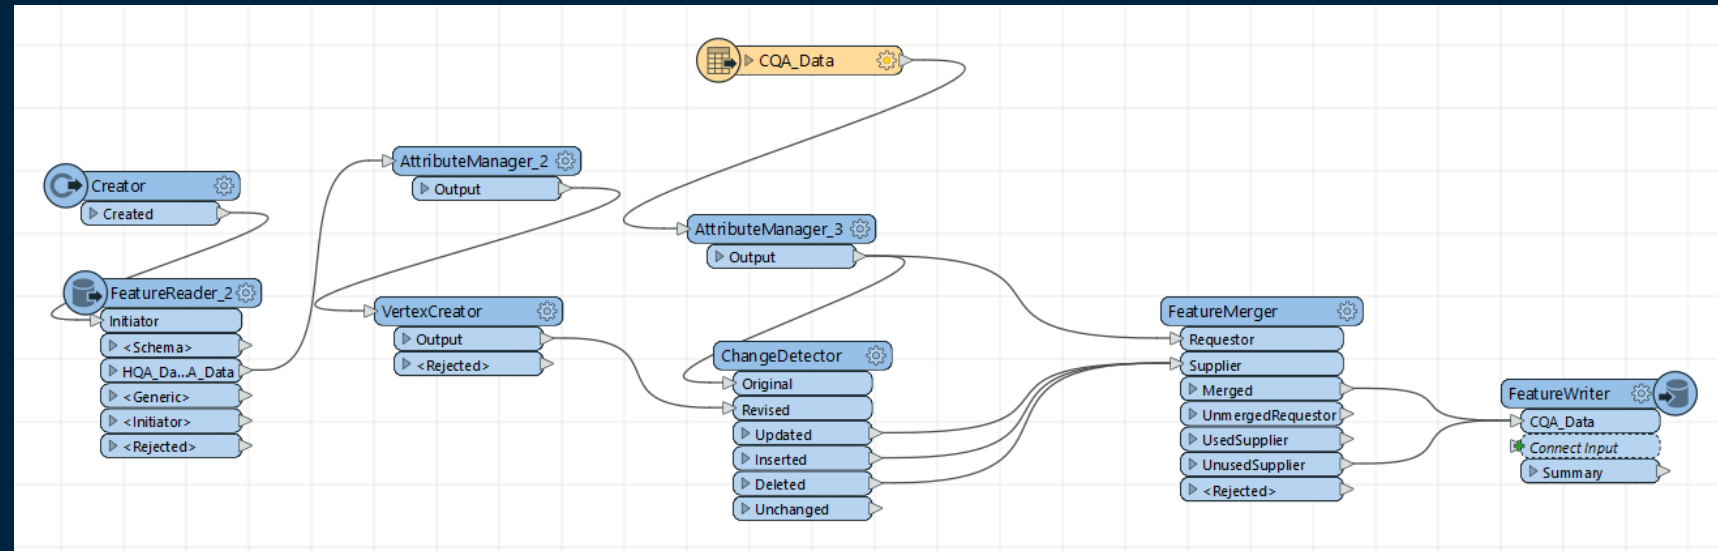 CQA_Data
Creator
Created
FeatureReader_2
Initiator
<Schema>
HQA_Da...A_Data
<Generic>
<Initiator>
<Rejected>
AttributeManager_2
Output
VertexCreator
Output
<Rejected>
AttributeManager_3
Output
ChangeDetector
Original
Revised
Updated
Inserted
Deleted
Unchanged
FeatureMerger
Requestor
Supplier
Merged
UnmergedRequestor
UsedSupplier
UnusedSupplier
<Rejected>
FeatureWriter
CQA_Data
Connect Input
Summary